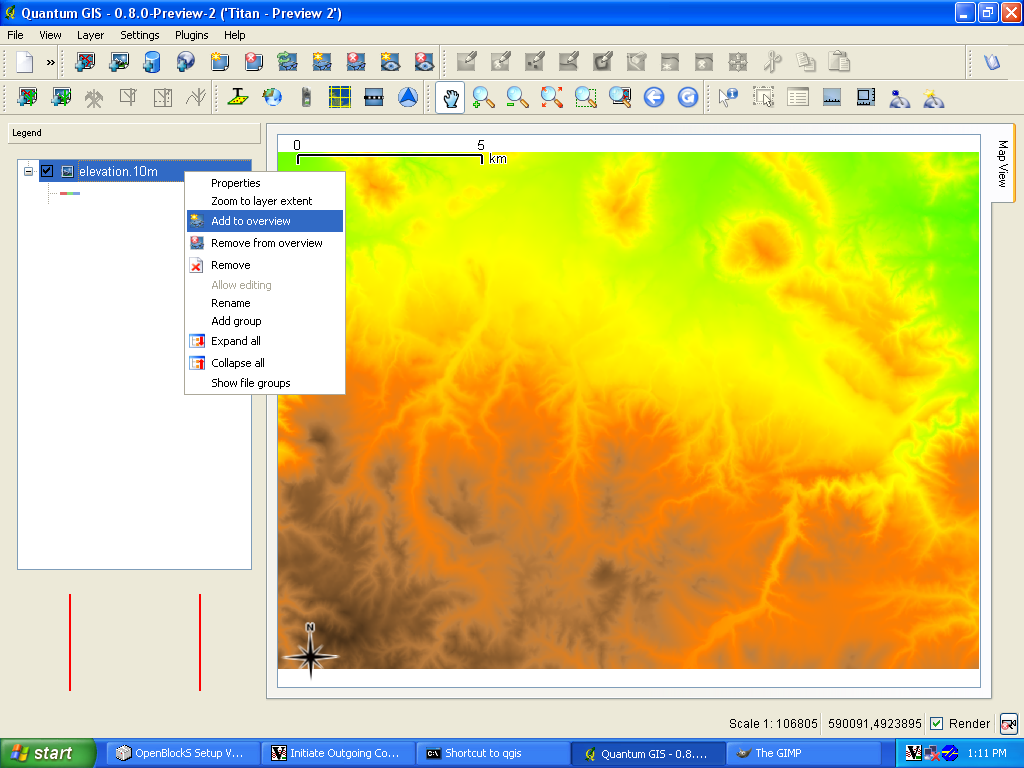 Quantum GIS - 0.8.0-Preview-2 ('Titan - Preview 2')
File View Layer Settings Plugins Help
»
Legend
elevation.10m
Properties
Zoom to layer extent
Add to overview
Remove from overview
Remove
Allow editing
Rename
Add group
Expand all
Collapse all
Show file groups
0 5
km
N
Map View
Scale 1: 106805 590091,4923895 Render
start OpenBlockS Setup V... Initiate Outgoing Co... Shortcut to qgis Quantum GIS - 0.8.... The GIMP 1:11 PM